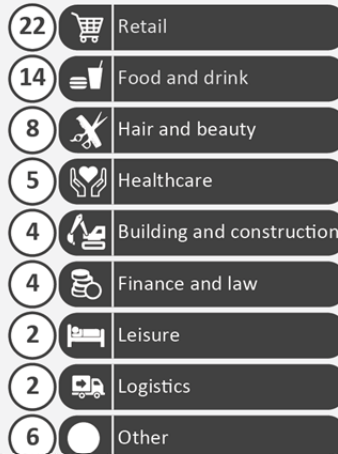 22 Retail
14 Food and drink
8 Hair and beauty
5 Healthcare
4 Building and construction
4 Finance and law
2 Leisure
2 Logistics
6 Other